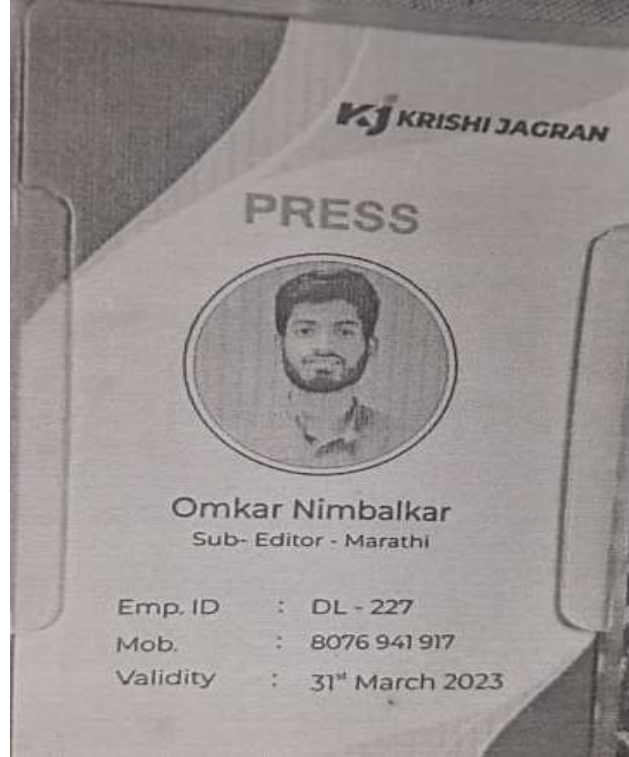 KJ KRISHI JAGRAN
PRESS
Omkar Nimbalkar
Sub- Editor - Marathi
Emp. ID : DL - 227
Mob. : 8076 941 917
Validity : 31st March 2023